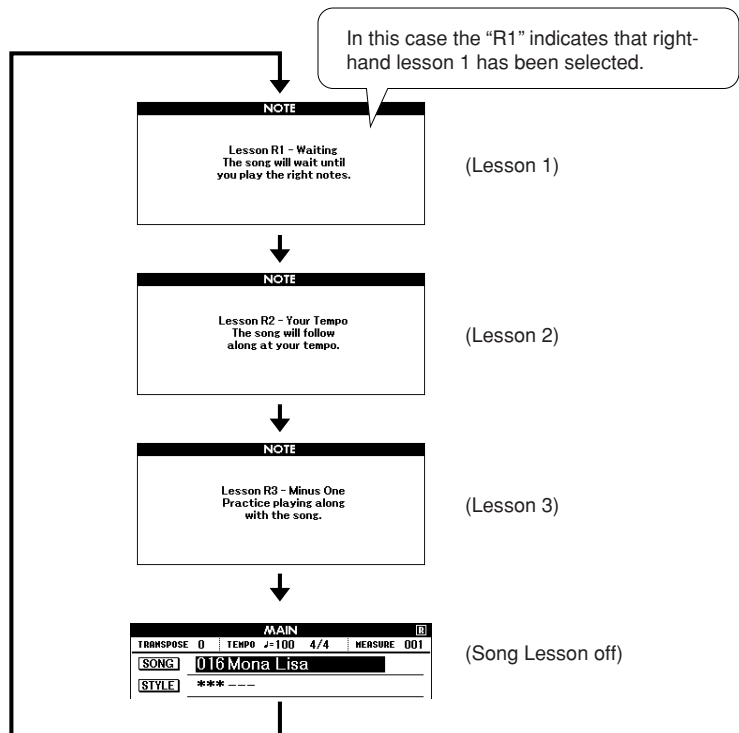 In this case the “R1” indicates that right-
hand lesson 1 has been selected.
NOTE
Lesson R1 - Waiting
The song will wait until
you play the right notes.
(Lesson 1)
NOTE
Lesson R2 - Your Tempo
The song will follow
along at your tempo.
(Lesson 2)
NOTE
Lesson R3 - Minus One
Practice playing along
with the song.
(Lesson 3)
MAIN R
TRANSPOSE 0 TEMPO ♩=100 4/4 MEASURE 001
SONG 016 Mona Lisa
STYLE *** ---
(Song Lesson off)